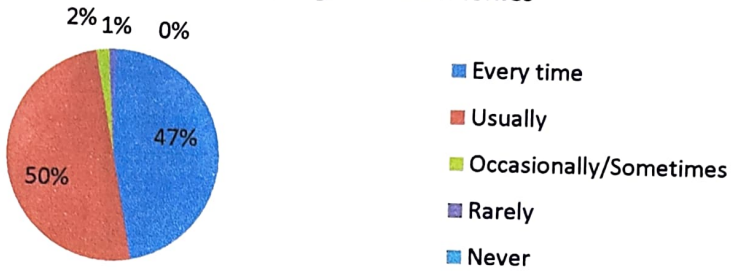 2% 1% 0%
Every time
Usually
47%
Occasionally/Sometimes
50%
Rarely
Never